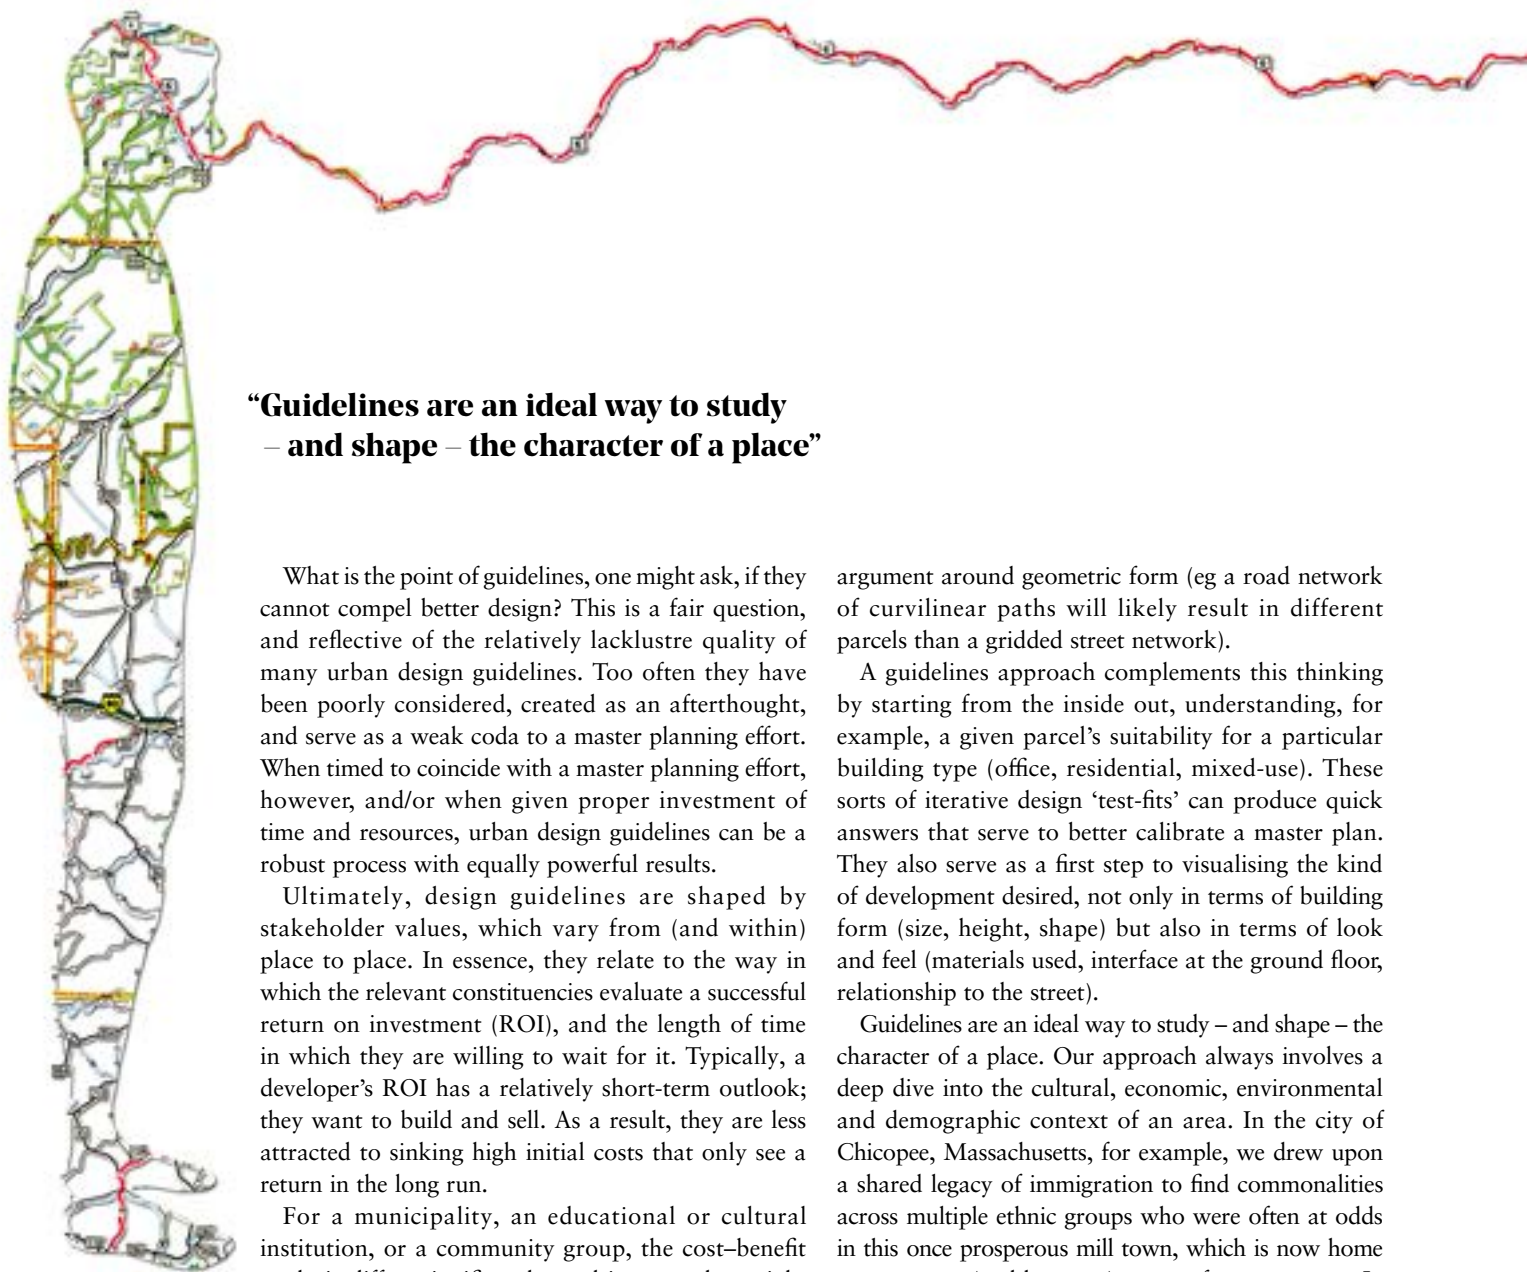 “Guidelines are an ideal way to study
– and shape – the character of a place”
What is the point of guidelines, one might ask, if they
cannot compel better design? This is a fair question,
and reflective of the relatively lacklustre quality of
many urban design guidelines. Too often they have
been poorly considered, created as an afterthought,
and serve as a weak coda to a master planning effort.
When timed to coincide with a master planning effort,
however, and/or when given proper investment of
time and resources, urban design guidelines can be a
robust process with equally powerful results.
Ultimately, design guidelines are shaped by
stakeholder values, which vary from (and within)
place to place. In essence, they relate to the way in
which the relevant constituencies evaluate a successful
return on investment (ROI), and the length of time
in which they are willing to wait for it. Typically, a
developer’s ROI has a relatively short-term outlook;
they want to build and sell. As a result, they are less
attracted to sinking high initial costs that only see a
return in the long run.
For a municipality, an educational or cultural
institution, or a community group, the cost–benefit
argument around geometric form (eg a road network
of curvilinear paths will likely result in different
parcels than a gridded street network).
A guidelines approach complements this thinking
by starting from the inside out, understanding, for
example, a given parcel’s suitability for a particular
building type (office, residential, mixed-use). These
sorts of iterative design ‘test-fits’ can produce quick
answers that serve to better calibrate a master plan.
They also serve as a first step to visualising the kind
of development desired, not only in terms of building
form (size, height, shape) but also in terms of look
and feel (materials used, interface at the ground floor,
relationship to the street).
Guidelines are an ideal way to study – and shape – the
character of a place. Our approach always involves a
deep dive into the cultural, economic, environmental
and demographic context of an area. In the city of
Chicopee, Massachusetts, for example, we drew upon
a shared legacy of immigration to find commonalities
across multiple ethnic groups who were often at odds
in this once prosperous mill town, which is now home